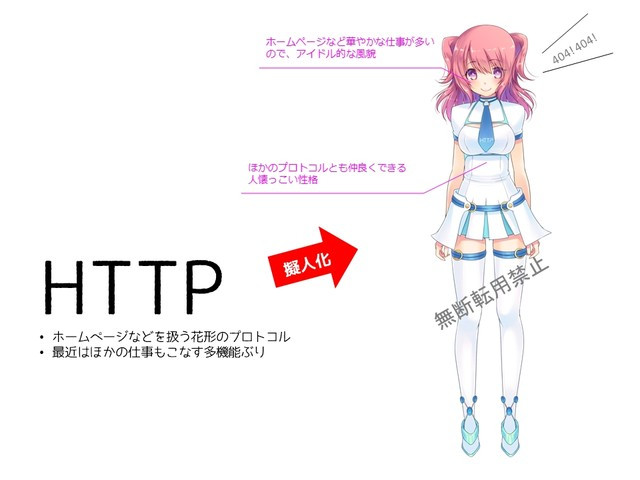 ホームページなど華やかな仕事が多い
ので、アイドル的な風貌
404!404!
HTTP
ほかのプロトコルとも仲良くできる
人懐っこい性格
擬人化
無断転用禁止
HTTP
• ホームページなどを扱う花形のプロトコル
• 最近はほかの仕事もこなす多機能ぶり